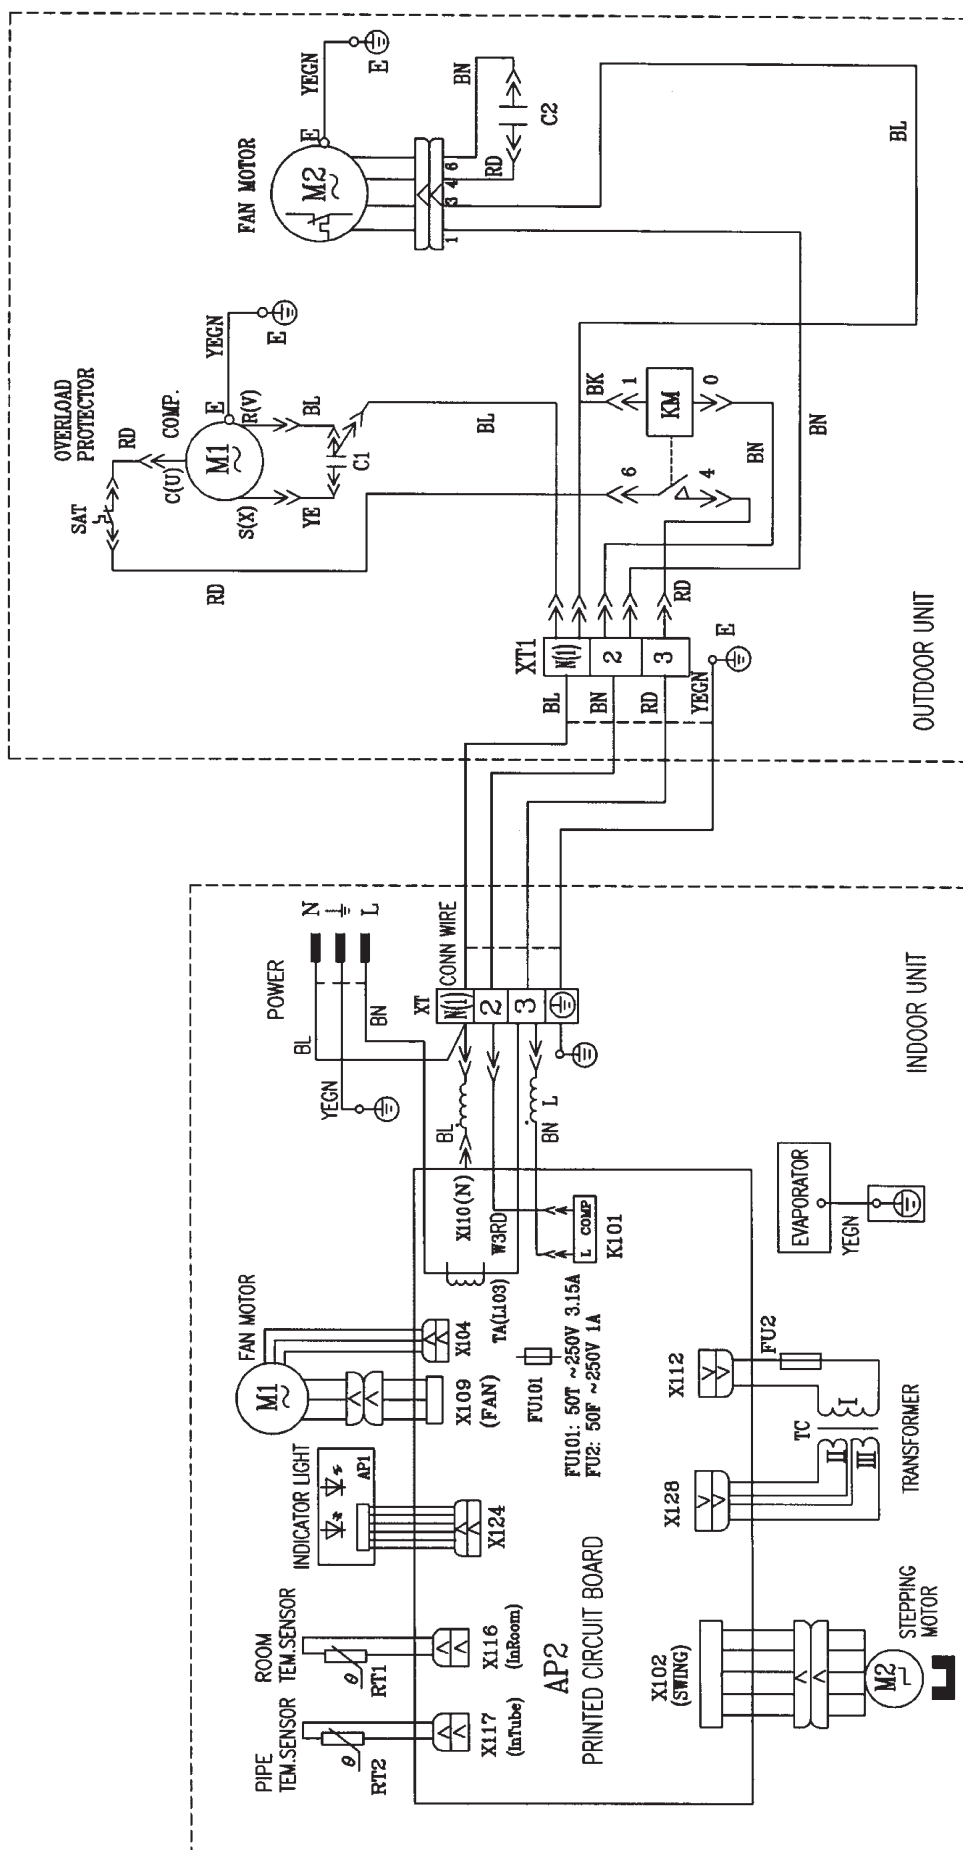 PIPE
TEM.SENSOR
θ
RT2
X117
(InTube)
ROOM
TEM.SENSOR
θ
RT1
X116
(InRoom)
INDICATOR LIGHT
AP1
X124
FAN MOTOR
M1
X109
(FAN)
X104
TA(L103)
FU101
FU101: 50T ~250V 3.15A
FU2: 50F ~250V 1A
AP2
PRINTED CIRCUIT BOARD
X110(N)
W3RD
L COMP
K101
BL
BN
L
POWER
N
L
BL
YEGN
BN
XT
CONN WIRE
N(1)
2
3
X102
(SWING)
M2
STEPPING
MOTOR
X128
X112
FU2
TC
I
II
III
TRANSFORMER
EVAPORATOR
YEGN
INDOOR UNIT
OVERLOAD
PROTECTOR
SAT
RD
RD
C(U)
COMP.
M1
E
R(V)
S(X)
YE
BL
C1
YEGN
E
BL
FAN MOTOR
M2
E
YEGN
E
1
3
4
6
BN
RD
C2
BL
XT1
N(1)
2
3
BL
BN
RD
YEGN
E
RD
6
4
BK
1
KM
0
BN
BN
OUTDOOR UNIT